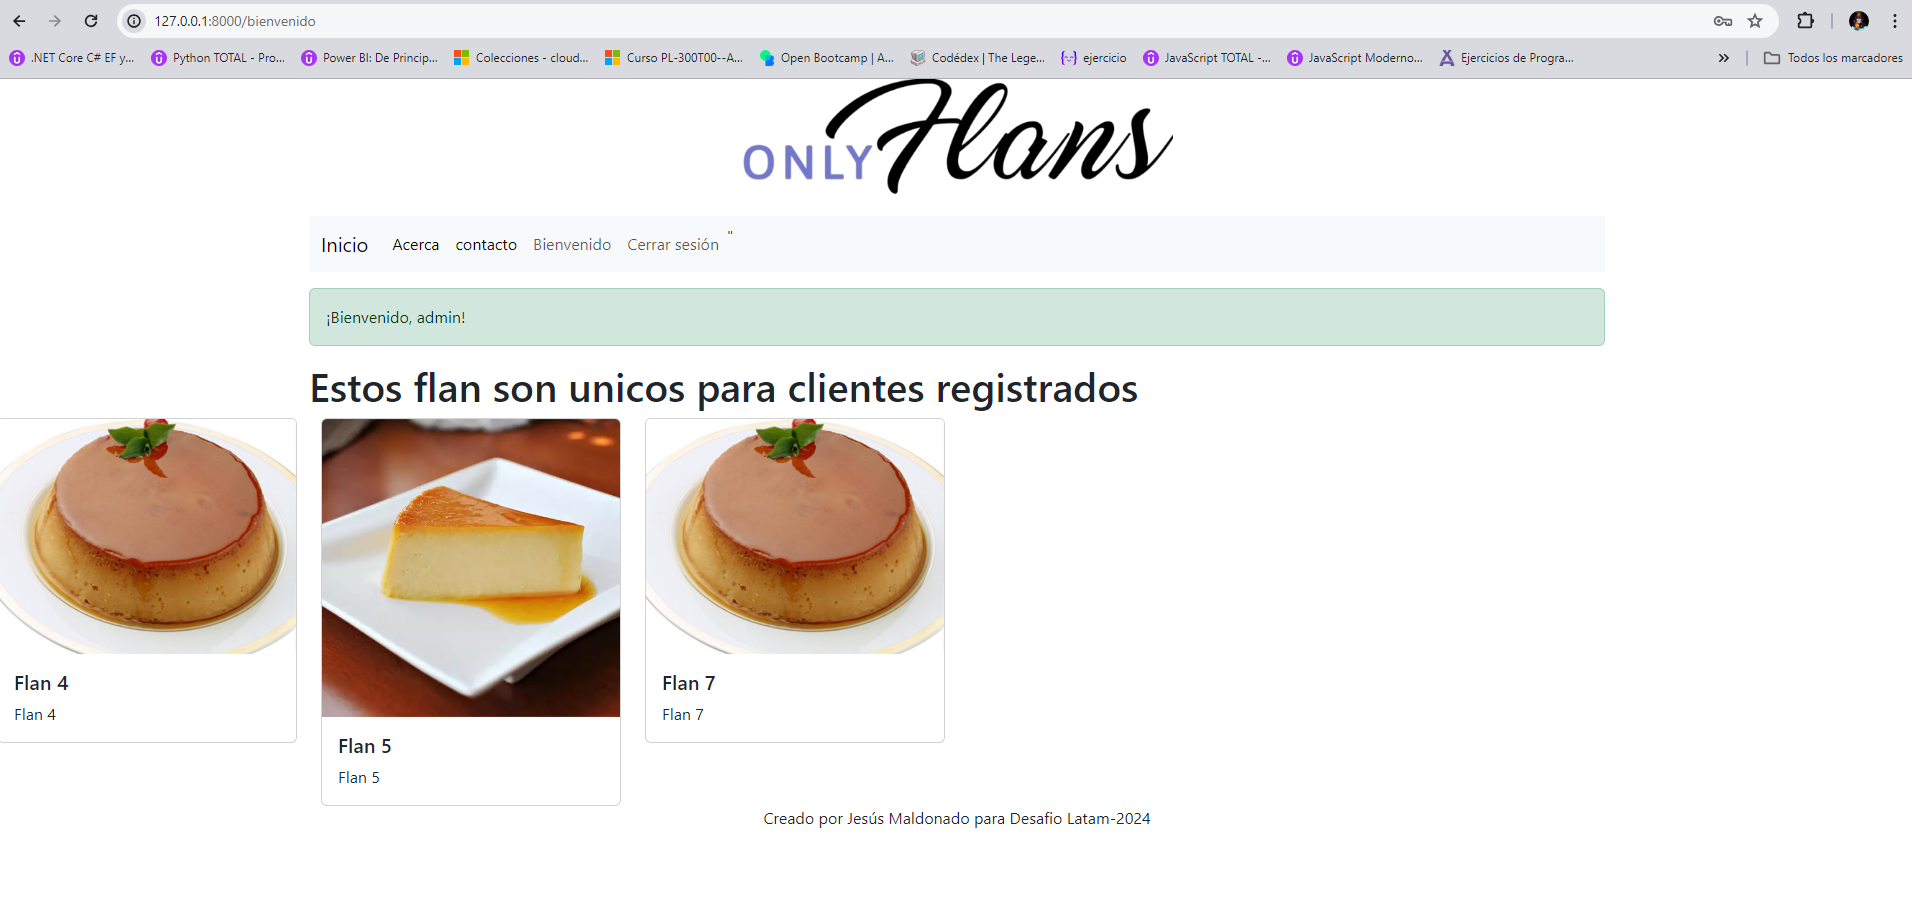 127.0.0.1:8000/bienvenido
.NET Core C# EF y...
Python TOTAL - Pro...
Power BI: De Princip...
Colecciones - cloud...
Curso PL-300T00--A...
Open Bootcamp | A...
Codédex | The Lege...
ejercicio
JavaScript TOTAL -...
JavaScript Moderno...
Ejercicios de Progra...
»
Todos los marcadores
ONLY Flans
Inicio Acerca contacto Bienvenido Cerrar sesión "
¡Bienvenido, admin!
Estos flan son unicos para clientes registrados
Flan 4
Flan 4
Flan 5
Flan 5
Flan 7
Flan 7
Creado por Jesús Maldonado para Desafio Latam-2024